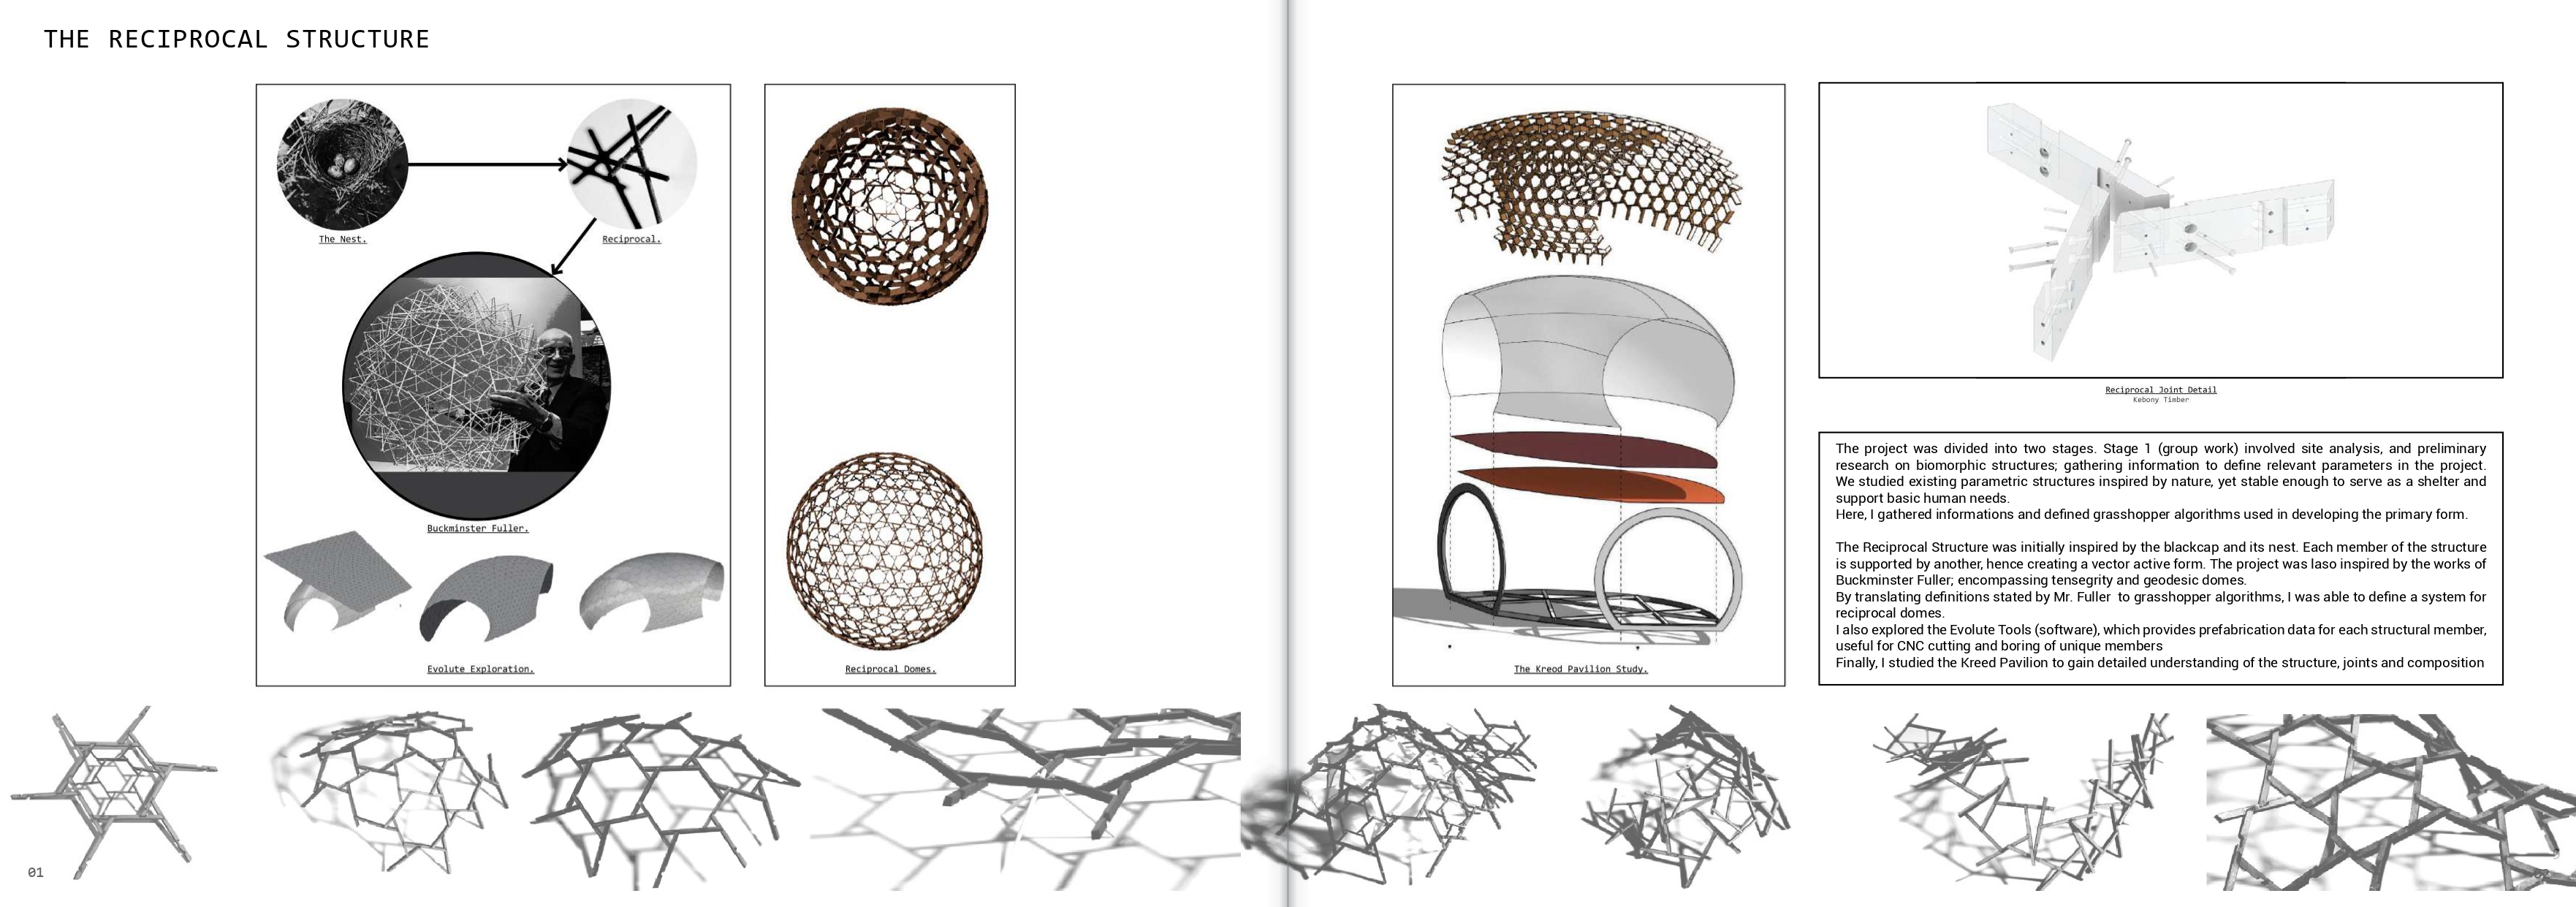 THE RECIPROCAL STRUCTURE
The Nest.
Reciprocal.
Buckminster Fuller.
Evolute Exploration.
Reciprocal Domes.
01
The Kreod Pavilion Study.
Reciprocal Joint Detail
Kebony Timber
The project was divided into two stages. Stage 1 (group work) involved site analysis, and preliminary
research on biomorphic structures; gathering information to define relevant parameters in the project.
We studied existing parametric structures inspired by nature, yet stable enough to serve as a shelter and
support basic human needs.
Here, I gathered informations and defined grasshopper algorithms used in developing the primary form.
The Reciprocal Structure was initially inspired by the blackcap and its nest. Each member of the structure
is supported by another, hence creating a vector active form. The project was laso inspired by the works of
Buckminster Fuller; encompassing tensegrity and geodesic domes.
By translating definitions stated by Mr. Fuller to grasshopper algorithms, I was able to define a system for
reciprocal domes.
I also explored the Evolute Tools (software), which provides prefabrication data for each structural member,
useful for CNC cutting and boring of unique members
Finally, I studied the Kreed Pavilion to gain detailed understanding of the structure, joints and composition